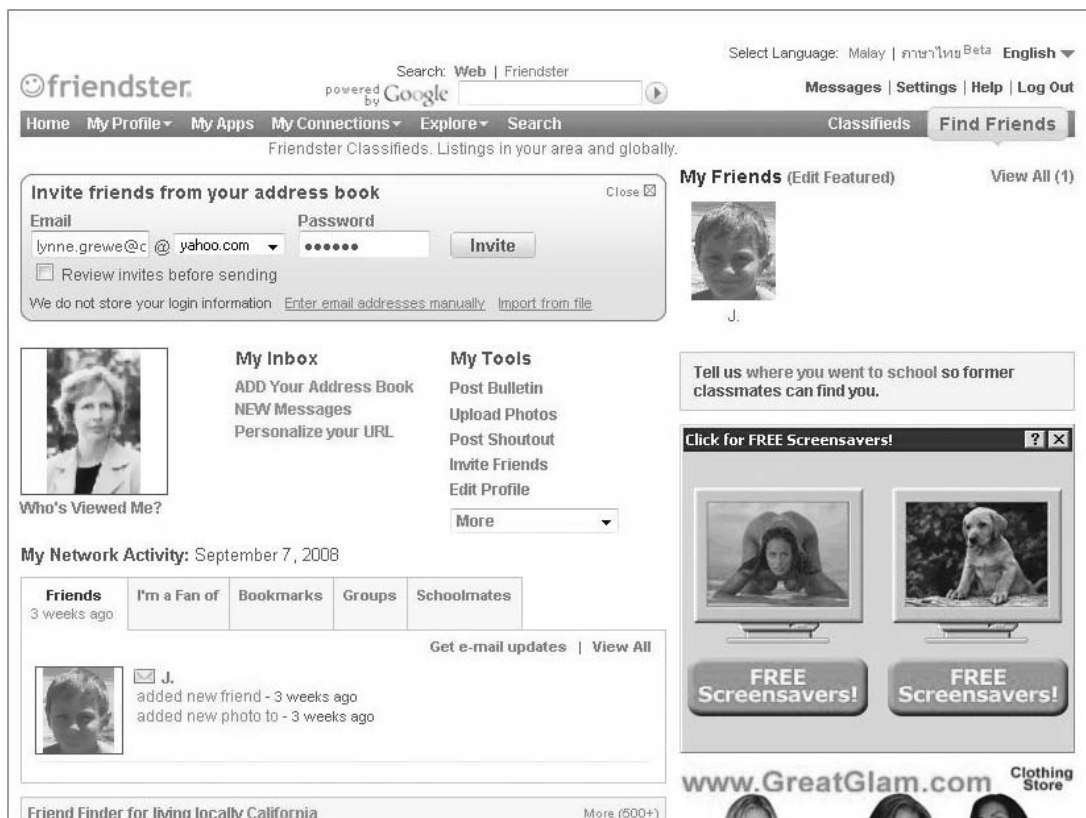 Select Language: Malay | ภาษาไทย Beta English
friendster.
Search: Web | Friendster
powered by Google
Messages | Settings | Help | Log Out
Home My Profile My Apps My Connections Explore Search Classifieds Find Friends
Friendster Classifieds. Listings in your area and globally.
Invite friends from your address book Close
Email Password
lynne.grewe@c @ yahoo.com •••••• Invite
Review invites before sending
We do not store your login information Enter email addresses manually Import from file
My Friends (Edit Featured) View All (1)
J.
Who's Viewed Me?
My Inbox
ADD Your Address Book
NEW Messages
Personalize your URL
My Tools
Post Bulletin
Upload Photos
Post Shoutout
Invite Friends
Edit Profile
More
Tell us where you went to school so former
classmates can find you.
Click for FREE Screensavers! ? X
FREE
Screensavers!
FREE
Screensavers!
My Network Activity: September 7, 2008
Friends
3 weeks ago
I'm a Fan of Bookmarks Groups Schoolmates
Get e-mail updates | View All
J.
added new friend - 3 weeks ago
added new photo to - 3 weeks ago
www.GreatGlam.com Clothing
Store
Friend Finder for living locally California More (500+)